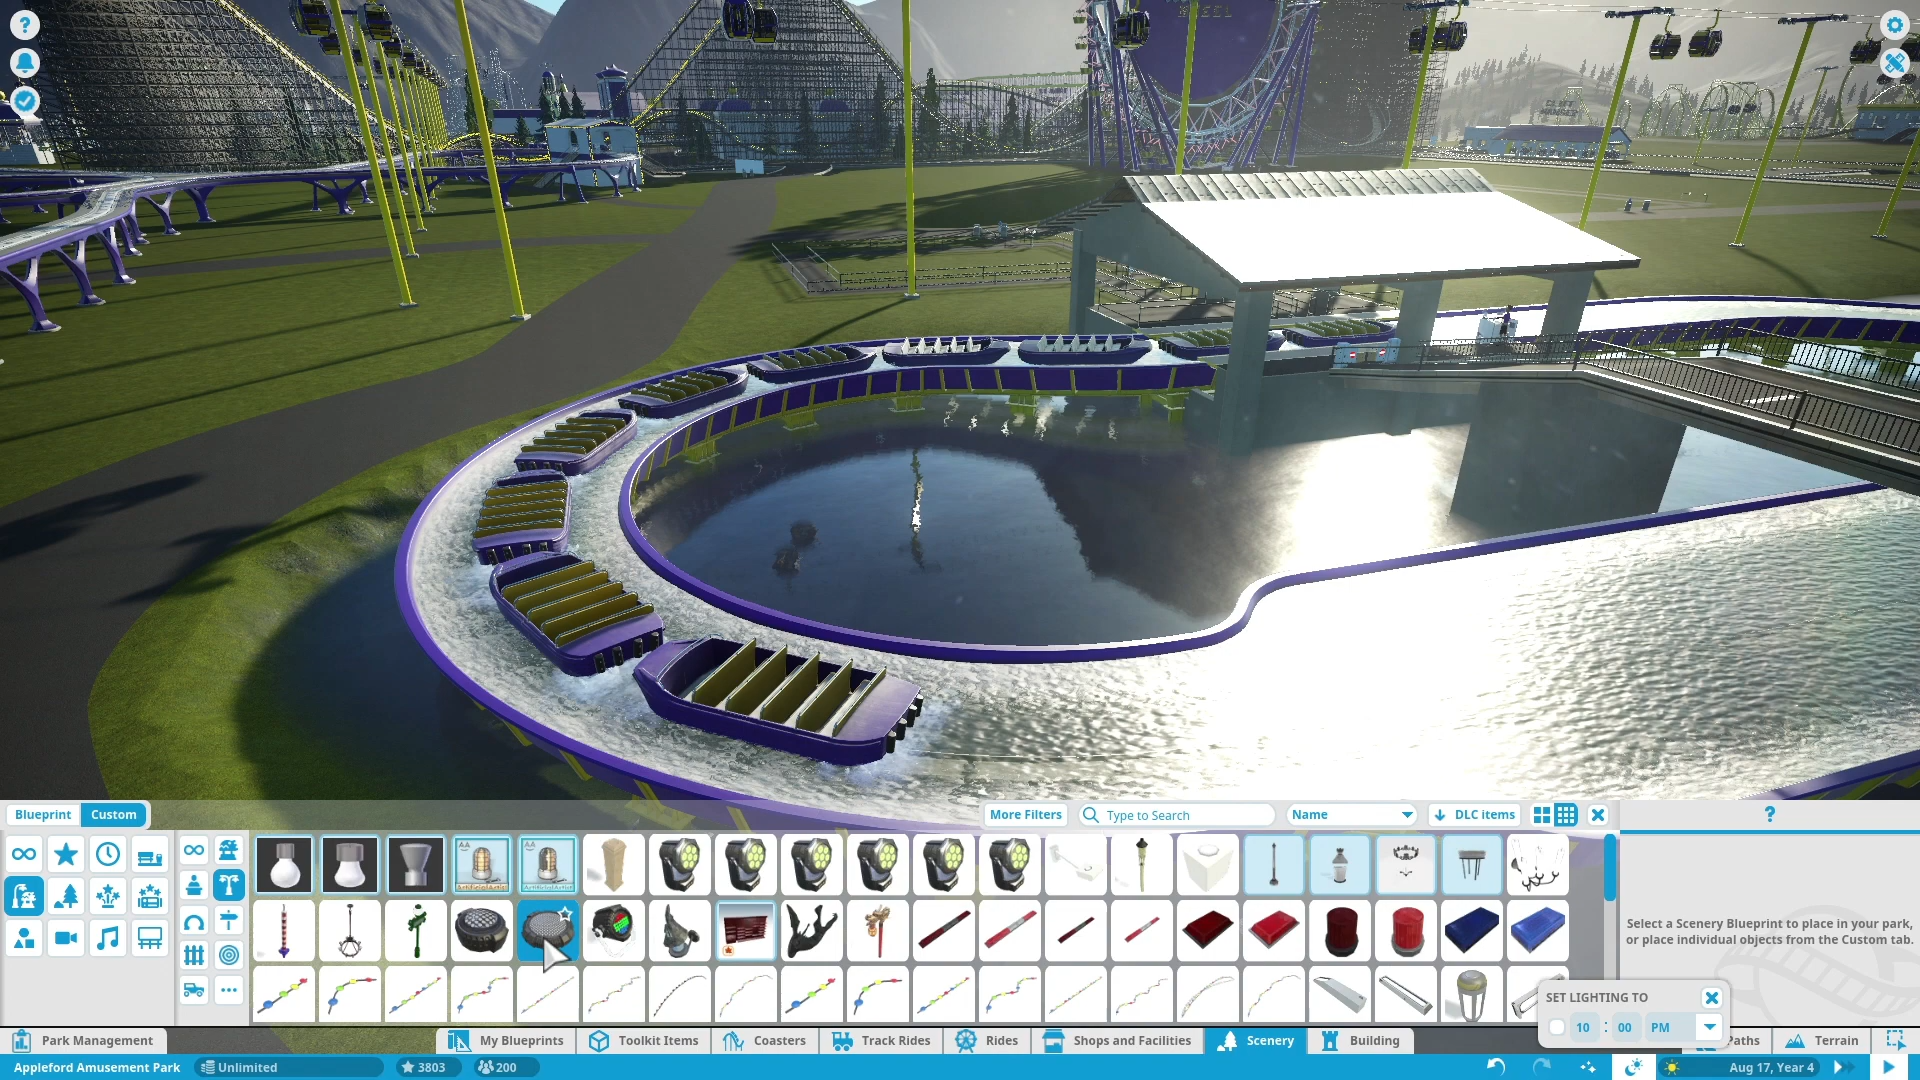 Blueprint
Custom
More Filters
Type to Search
Name
DLC items
Select a Scenery Blueprint to place in your park,
or place individual objects from the Custom tab.
SET LIGHTING TO
10 : 00 PM
Park Management
My Blueprints
Toolkit Items
Coasters
Track Rides
Rides
Shops and Facilities
Scenery
Building
Paths
Terrain
Appleford Amusement Park
Unlimited
3803
200
Aug 17, Year 4